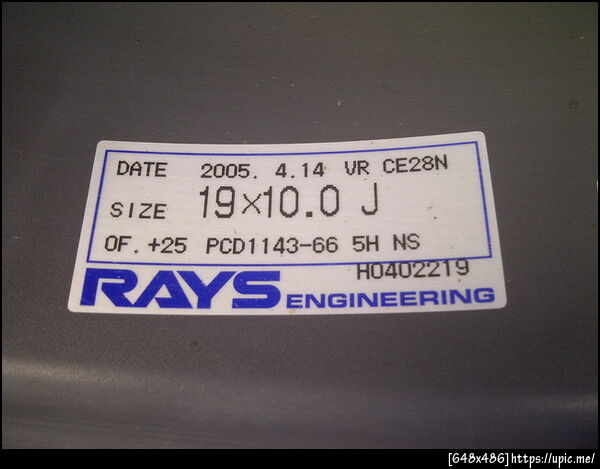 DATE 2005. 4.14 VR CE28N
SIZE 19×10.0 J
OF.+25 PCD1143-66 5H NS
H0402219
RAYS ENGINEERING
[648x486]https://upic.me/